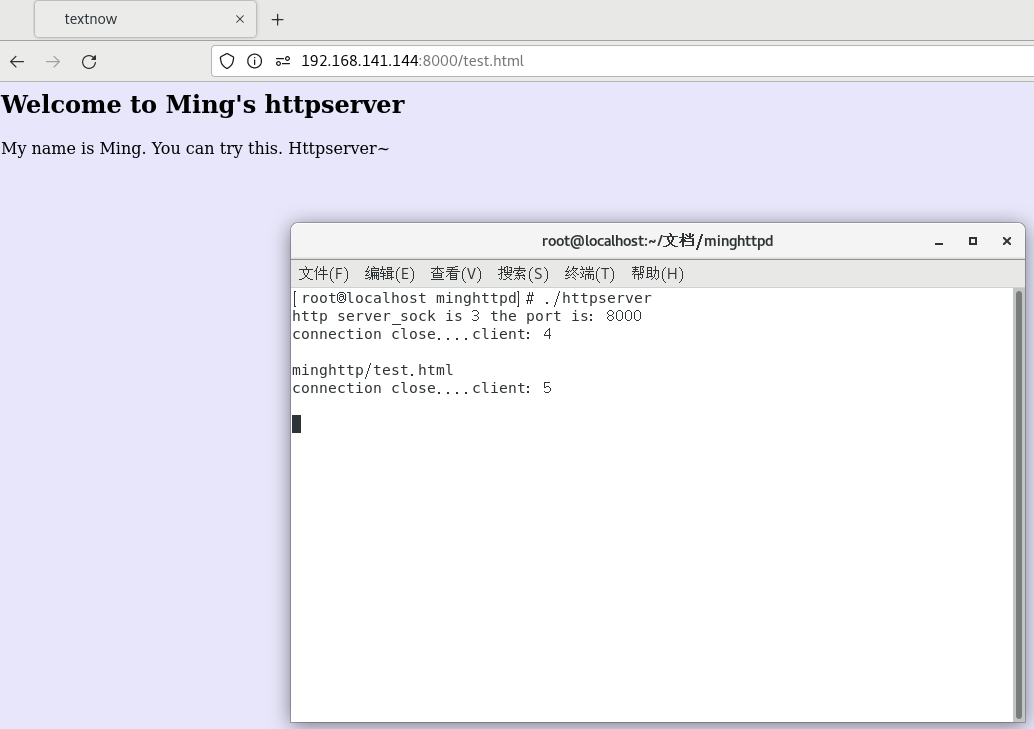 textnow
192.168.141.144:8000/test.html
Welcome to Ming's httpserver
My name is Ming. You can try this. Httpserver~
root@localhost:~/文档/minghttpd
文件(F) 编辑(E) 查看(V) 搜索(S) 终端(T) 帮助(H)
[root@localhost minghttpd]# ./httpserver
http server_sock is 3 the port is: 8000
connection close....client: 4
minghttp/test.html
connection close....client: 5